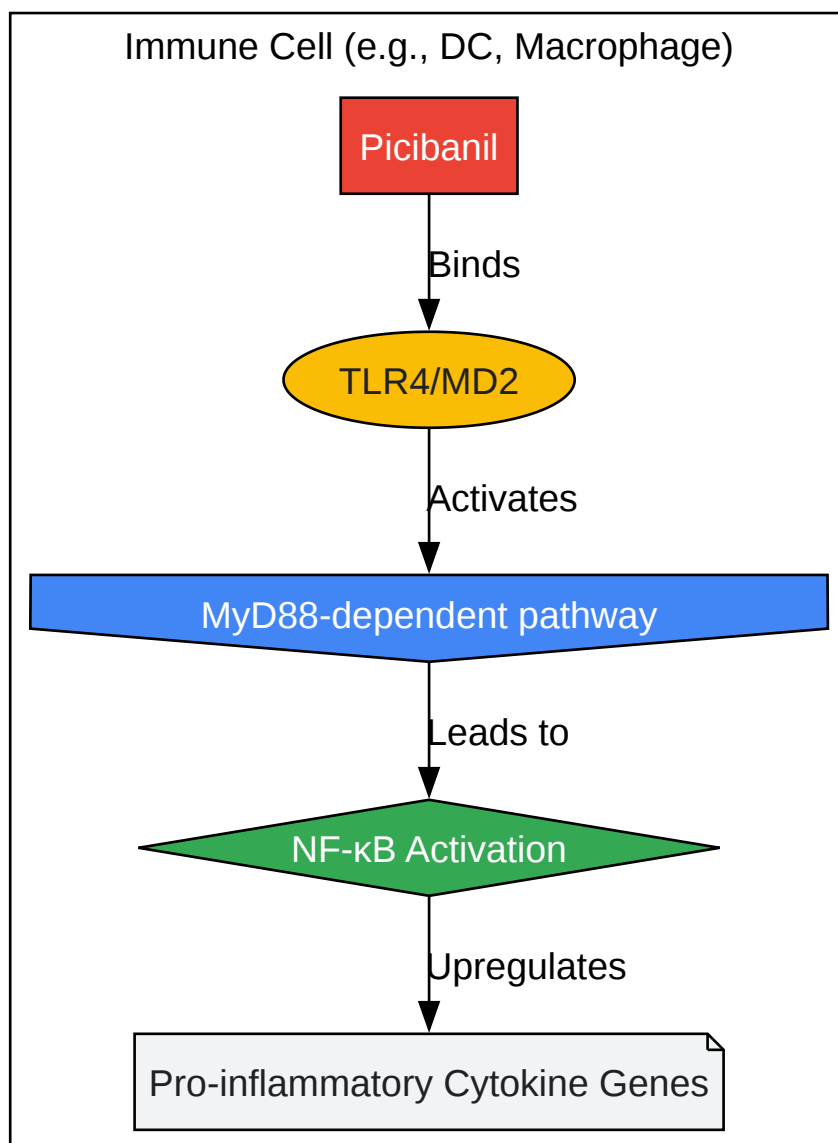 Immune Cell (e.g., DC, Macrophage)
Picibanil
Binds
TLR4/MD2
Activates
MyD88-dependent pathway
Leads to
NF-κB Activation
Upregulates
Pro-inflammatory Cytokine Genes